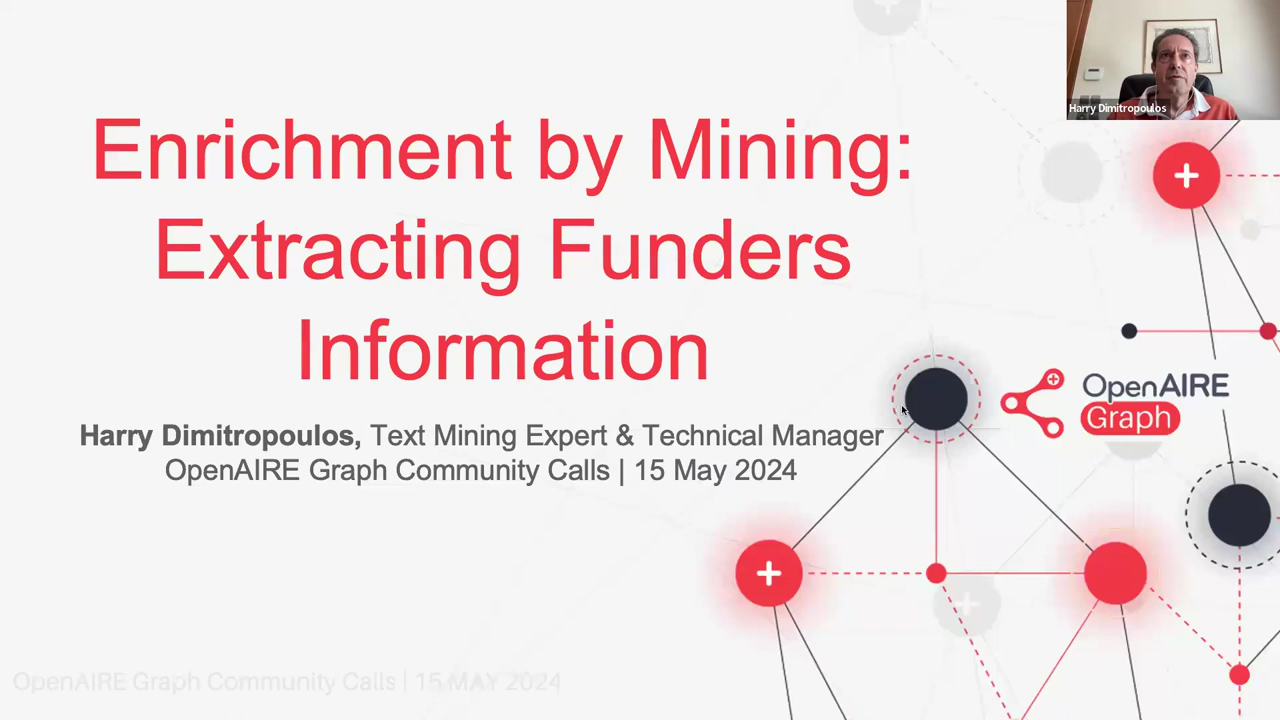 Harry Dimitropoulos
Enrichment by Mining:
Extracting Funders
Information
Harry Dimitropoulos, Text Mining Expert & Technical Manager
OpenAIRE Graph Community Calls | 15 May 2024
OpenAIRE
Graph
OpenAIRE Graph Community Calls | 15 MAY 2024